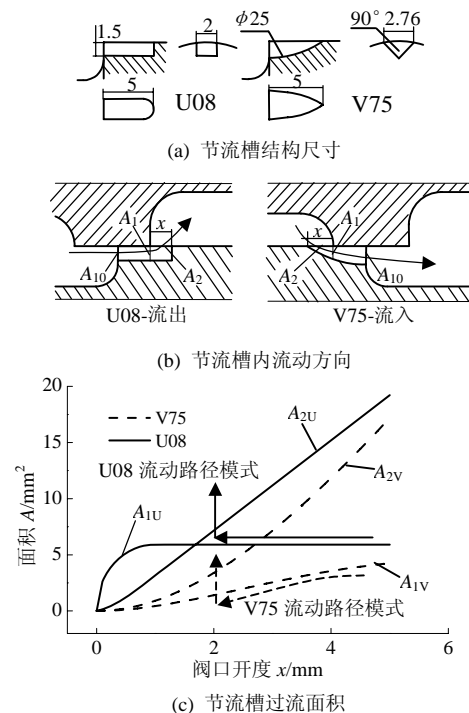 1.5
2
ϕ25
90°
2.76
5
U08
5
V75
(a) 节流槽结构尺寸
A1
x
A10
A2
U08-流出
x
A1
A2
A10
V75-流入
(b) 节流槽内流动方向
20
15
10
5
0
面积 A/mm²
V75
U08
U08 流动路径模式
A1U
A2U
A2V
A1V
V75 流动路径模式
0
2
4
6
阀口开度 x/mm
(c) 节流槽过流面积